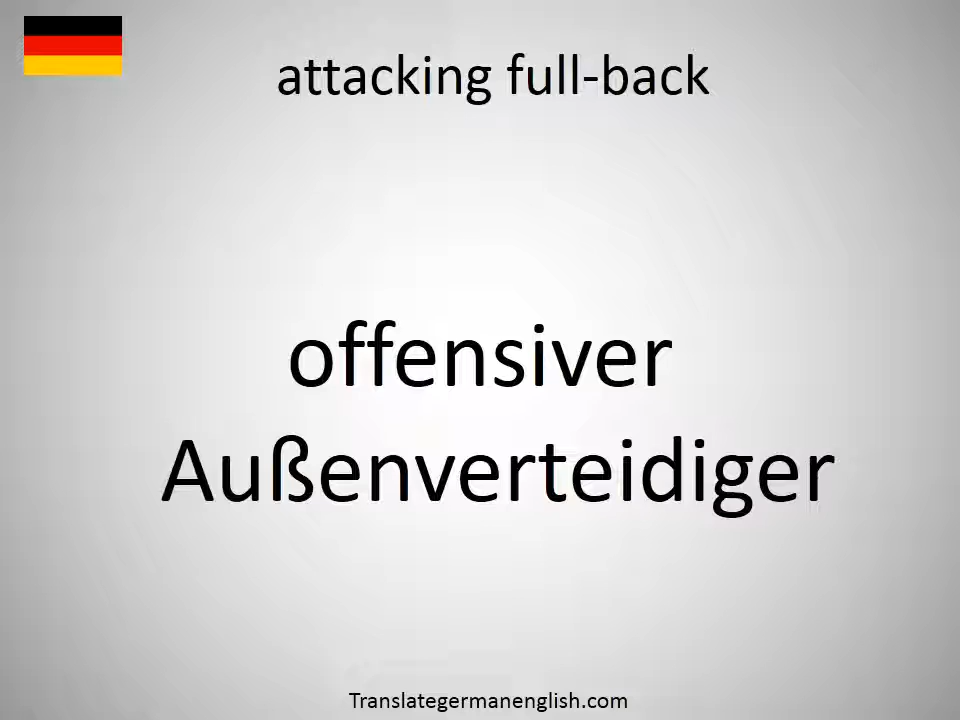 attacking full-back
offensiver
Außenverteidiger
Translategermanenglish.com